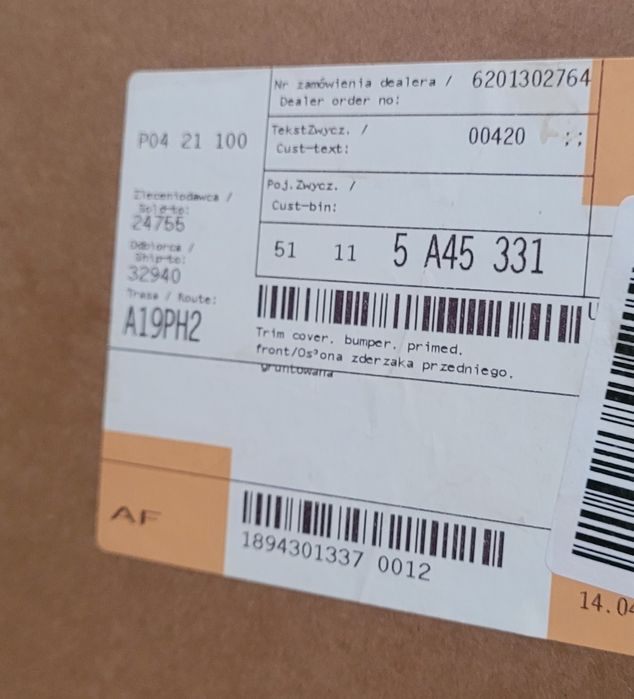 Nr zamówienia dealera / 6201302764
Dealer order no:
P04 21 100
TekstZwycz. / 00420
Cust-text:
Poj.Zwycz. /
Cust-bin:
Zleceniodawca /
Sold-to:
24755
Odbiorca /
Ship-to:
32940
Trasa / Route:
A19PH2
51 11 5 A45 331
Trim cover, bumper, primed,
front/Os³ona zderzaka przedniego,
gruntowana
AF
1894301337 0012
14.04